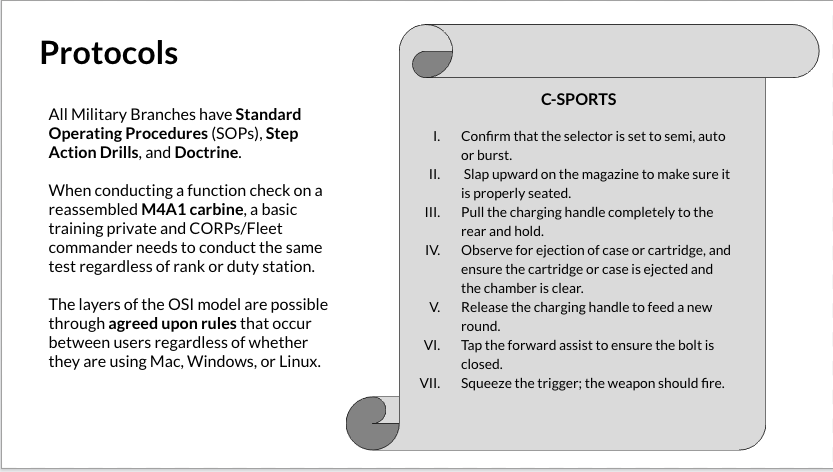 Protocols
All Military Branches have Standard
Operating Procedures (SOPs), Step
Action Drills, and Doctrine.
When conducting a function check on a
reassembled M4A1 carbine, a basic
training private and CORPs/Fleet
commander needs to conduct the same
test regardless of rank or duty station.
The layers of the OSI model are possible
through agreed upon rules that occur
between users regardless of whether
they are using Mac, Windows, or Linux.
C-SPORTS
I. Confirm that the selector is set to semi, auto
or burst.
II. Slap upward on the magazine to make sure it
is properly seated.
III. Pull the charging handle completely to the
rear and hold.
IV. Observe for ejection of case or cartridge, and
ensure the cartridge or case is ejected and
the chamber is clear.
V. Release the charging handle to feed a new
round.
VI. Tap the forward assist to ensure the bolt is
closed.
VII. Squeeze the trigger; the weapon should fire.